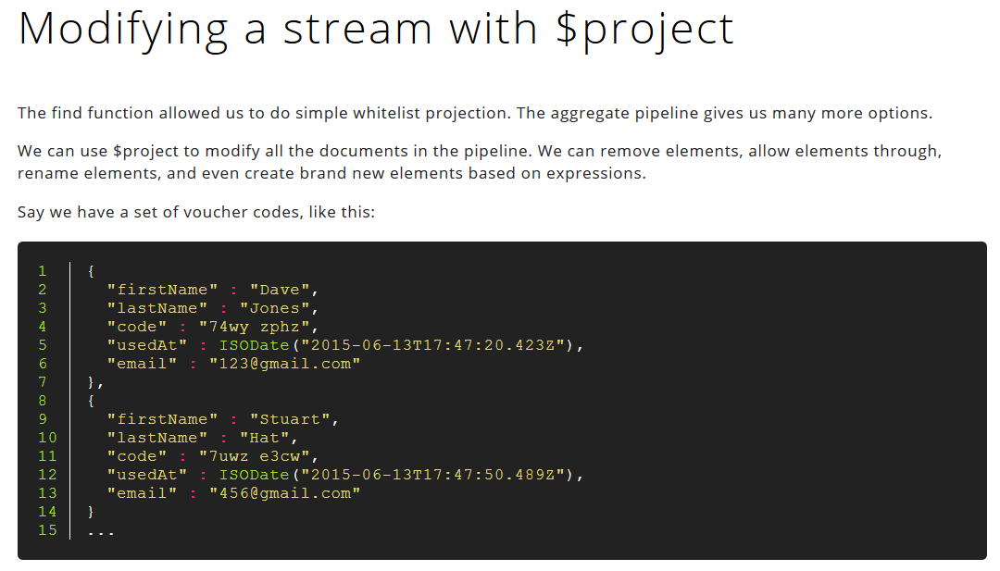 Modifying a stream with $project
The find function allowed us to do simple whitelist projection. The aggregate pipeline gives us many more options.
We can use $project to modify all the documents in the pipeline. We can remove elements, allow elements through,
rename elements, and even create brand new elements based on expressions.
Say we have a set of voucher codes, like this:
1 {
2 "firstName" : "Dave",
3 "lastName" : "Jones",
4 "code" : "74wy zphz",
5 "usedAt" : ISODate("2015-06-13T17:47:20.423Z"),
6 "email" : "123@gmail.com"
7 },
8 {
9 "firstName" : "Stuart",
10 "lastName" : "Hat",
11 "code" : "7uwz e3cw",
12 "usedAt" : ISODate("2015-06-13T17:47:50.489Z"),
13 "email" : "456@gmail.com"
14 }
15 ...